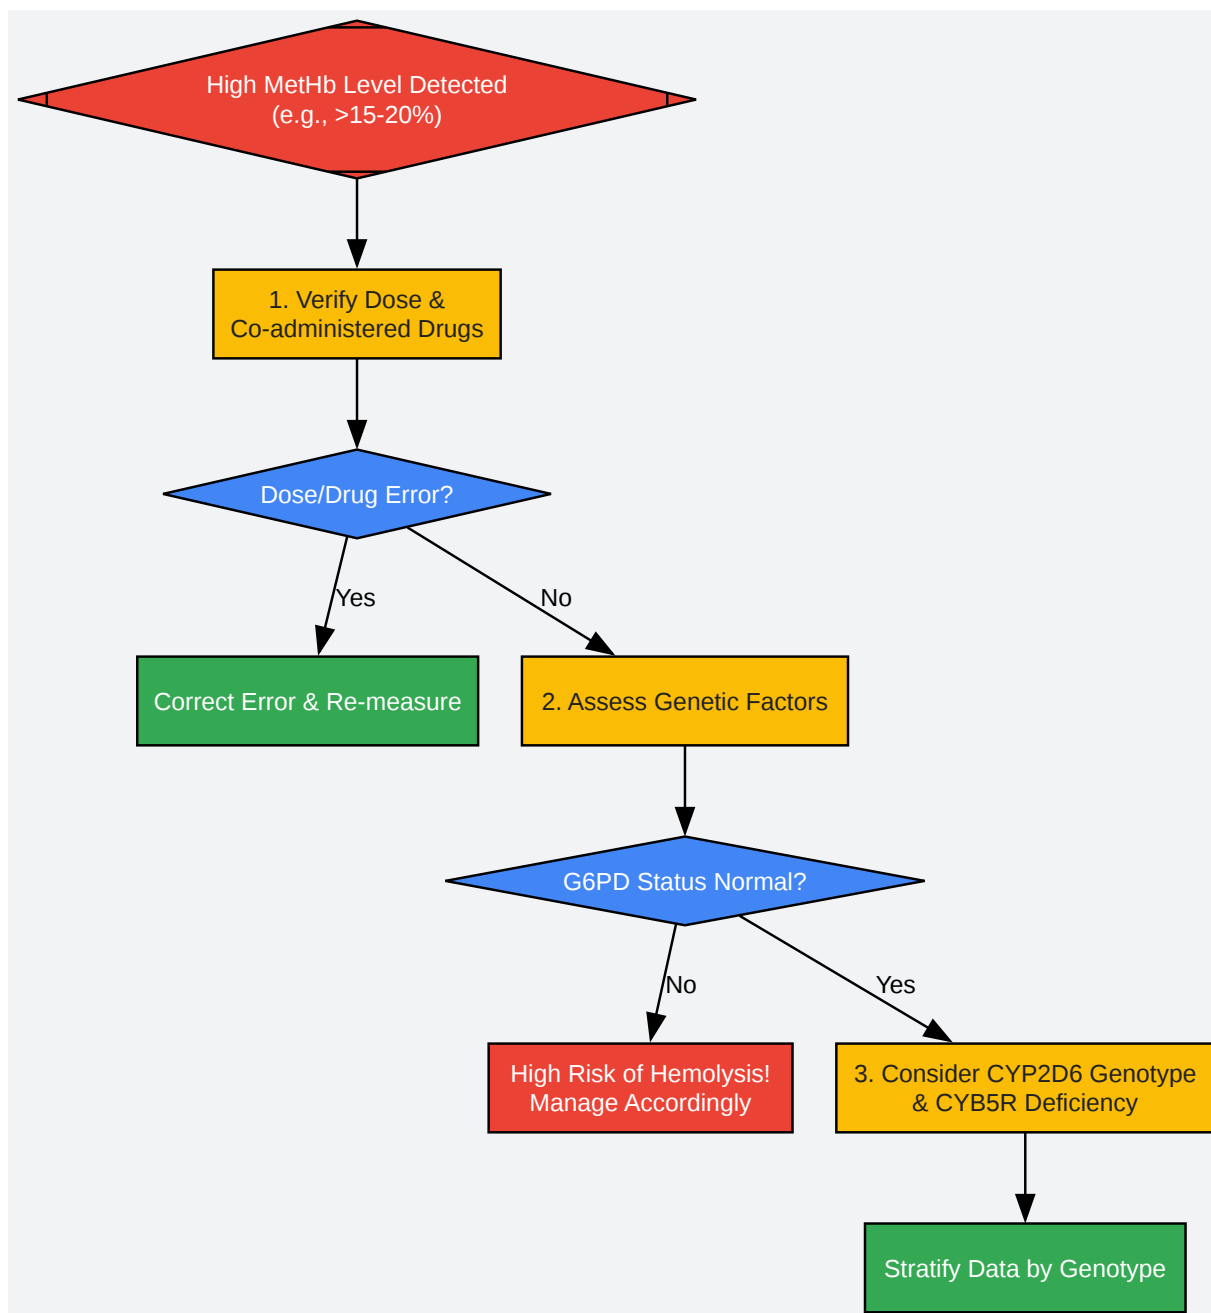 High MetHb Level Detected
(e.g., >15-20%)
1. Verify Dose &
Co-administered Drugs
Dose/Drug Error?
Yes
No
Correct Error & Re-measure
2. Assess Genetic Factors
G6PD Status Normal?
No
Yes
High Risk of Hemolysis!
Manage Accordingly
3. Consider CYP2D6 Genotype
& CYB5R Deficiency
Stratify Data by Genotype